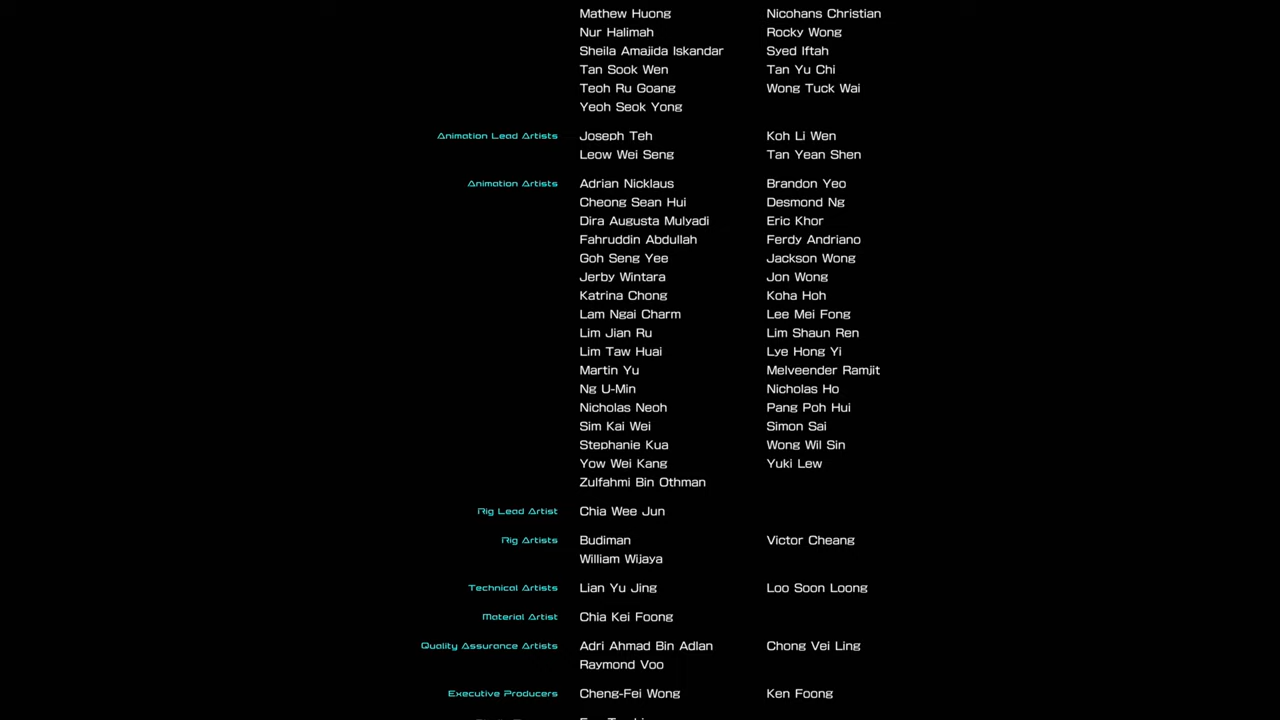 Mathew Huong Nicohans Christian
Nur Halimah Rocky Wong
Sheila Amajida Iskandar Syed Iftah
Tan Sook Wen Tan Yu Chi
Teoh Ru Goang Wong Tuck Wai
Yeoh Seok Yong
Animation Lead Artists Joseph Teh Koh Li Wen
Leow Wei Seng Tan Yean Shen
Animation Artists Adrian Nicklaus Brandon Yeo
Cheong Sean Hui Desmond Ng
Dira Augusta Mulyadi Eric Khor
Fahruddin Abdullah Ferdy Andriano
Goh Seng Yee Jackson Wong
Jerby Wintara Jon Wong
Katrina Chong Koha Hoh
Lam Ngai Charm Lee Mei Fong
Lim Jian Ru Lim Shaun Ren
Lim Taw Huai Lye Hong Yi
Martin Yu Melveender Ramjit
Ng U-Min Nicholas Ho
Nicholas Neoh Pang Poh Hui
Sim Kai Wei Simon Sai
Stephanie Kua Wong Wil Sin
Yow Wei Kang Yuki Lew
Zulfahmi Bin Othman
Rig Lead Artist Chia Wee Jun
Rig Artists Budiman Victor Cheang
William Wijaya
Technical Artists Lian Yu Jing Loo Soon Loong
Material Artist Chia Kei Foong
Quality Assurance Artists Adri Ahmad Bin Adlan Chong Vei Ling
Raymond Voo
Executive Producers Cheng-Fei Wong Ken Foong